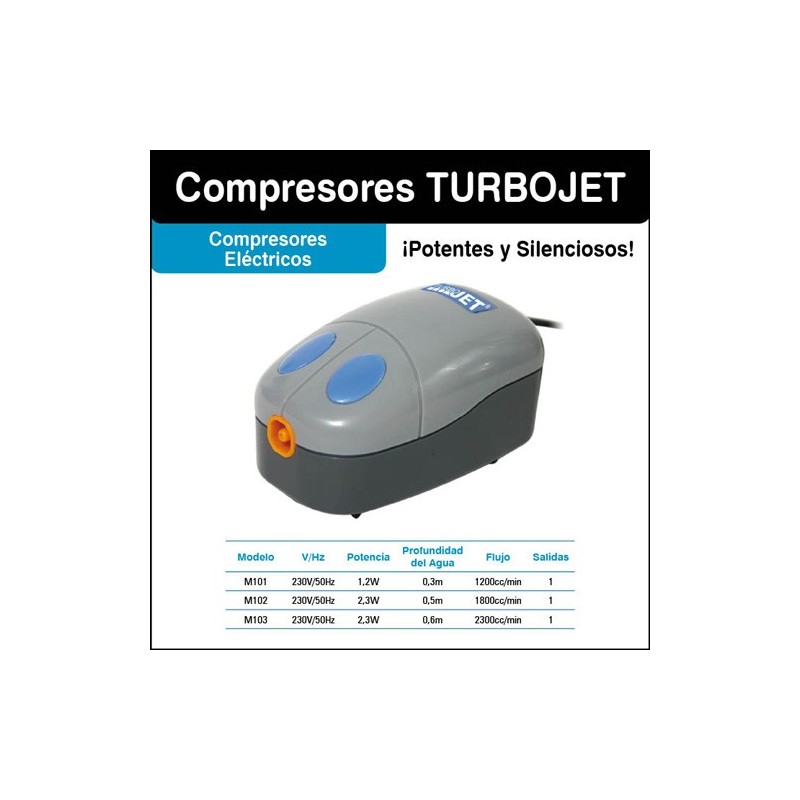 Compresores TURBOJET
Compresores
Eléctricos
¡Potentes y Silenciosos!
JET
Modelo V/Hz Potencia Profundidad del Agua Flujo Salidas
M101 230V/50Hz 1,2W 0,3m 1200cc/min 1
M102 230V/50Hz 2,3W 0,5m 1800cc/min 1
M103 230V/50Hz 2,3W 0,6m 2300cc/min 1